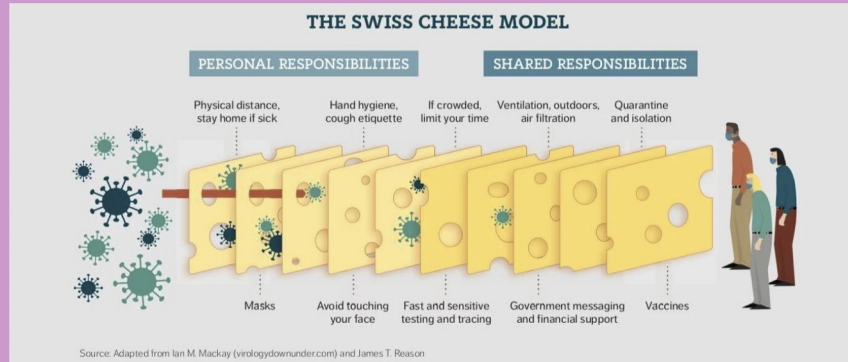 THE SWISS CHEESE MODEL
PERSONAL RESPONSIBILITIES
SHARED RESPONSIBILITIES
Physical distance,
stay home if sick
Hand hygiene,
cough etiquette
If crowded,
limit your time
Ventilation, outdoors,
air filtration
Quarantine
and isolation
Masks
Avoid touching
your face
Fast and sensitive
testing and tracing
Government messaging
and financial support
Vaccines
Source: Adapted from Ian M. Mackay (virologydownunder.com) and James T. Reason